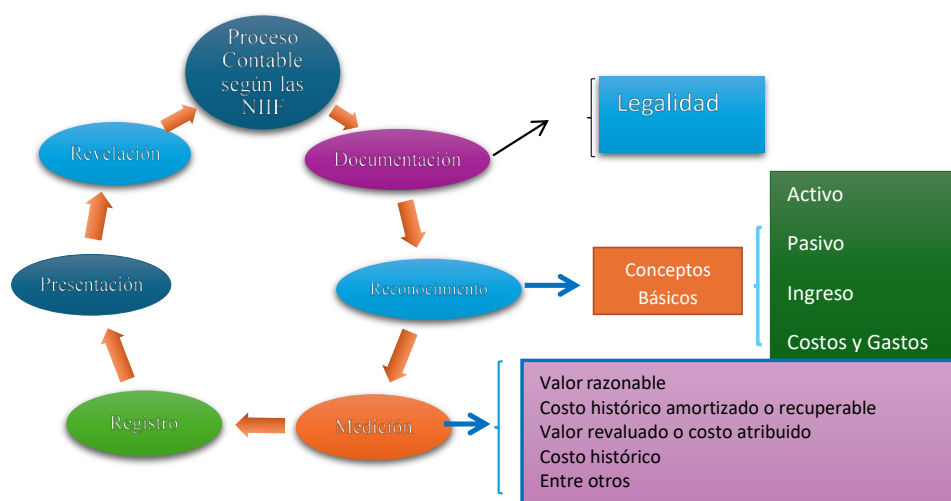 Proceso
Contable
según las
NIIF
Documentación
Legalidad
Reconocimiento
Conceptos
Básicos
Activo
Pasivo
Ingreso
Costos y Gastos
Medición
Valor razonable
Costo histórico amortizado o recuperable
Valor revaluado o costo atribuido
Costo histórico
Entre otros
Registro
Presentación
Revelación